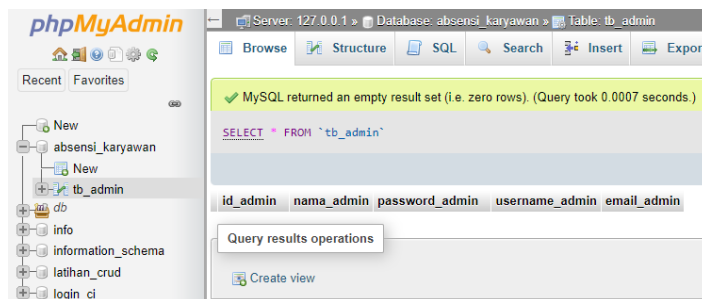 phpMyAdmin
Recent Favorites
New
absensi_karyawan
New
tb_admin
db
info
information_schema
latihan_crud
login_ci
Server: 127.0.0.1 » Database: absensi_karyawan » Table: tb_admin
Browse Structure SQL Search Insert Expor
MySQL returned an empty result set (i.e. zero rows). (Query took 0.0007 seconds.)
SELECT * FROM `tb_admin`
id_admin nama_admin password_admin username_admin email_admin
Query results operations
Create view